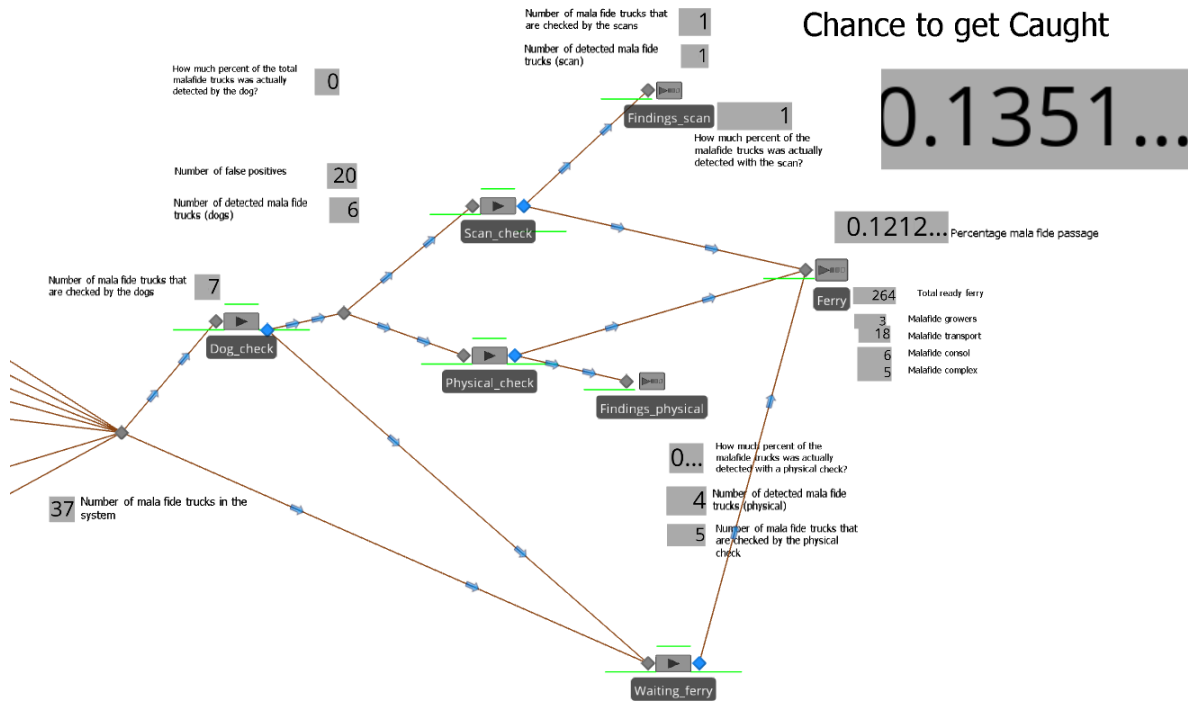 Number of mala fide trucks that
are checked by the scans
1
Chance to get Caught
Number of detected mala fide
trucks (scan)
1
How much percent of the total
malafide trucks was actually
detected by the dog?
0
0.1351...
Findings_scan
1
How much percent of the
malafide trucks was actually
detected with the scan?
Number of false positives
20
Number of detected mala fide
trucks (dogs)
6
Scan_check
0.1212...
Percentage mala fide passage
Number of mala fide trucks that
are checked by the dogs
7
Dog_check
Ferry
264
Total ready ferry
3
Malafide growers
18
Malafide transport
6
Malafide consol
5
Malafide complex
Physical_check
Findings_physical
0...
How much percent of the
malafide trucks was actually
detected with a physical check?
37
Number of mala fide trucks in the
system
4
Number of detected mala fide
trucks (physical)
5
Number of mala fide trucks that
are checked by the physical
check
Waiting_ferry